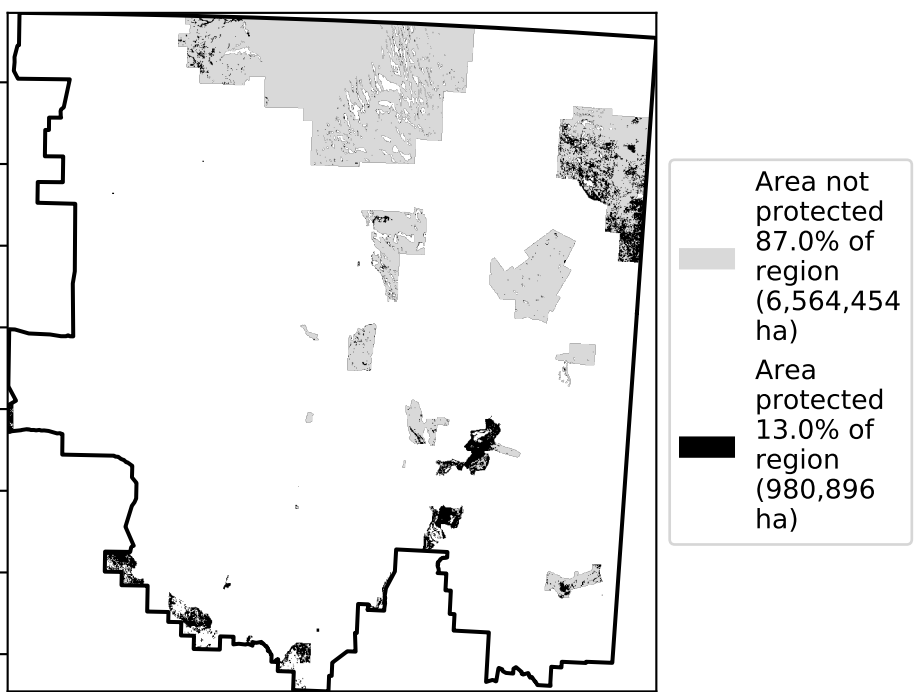 Area not
protected
87.0% of
region
(6,564,454
ha)
Area
protected
13.0% of
region
(980,896
ha)